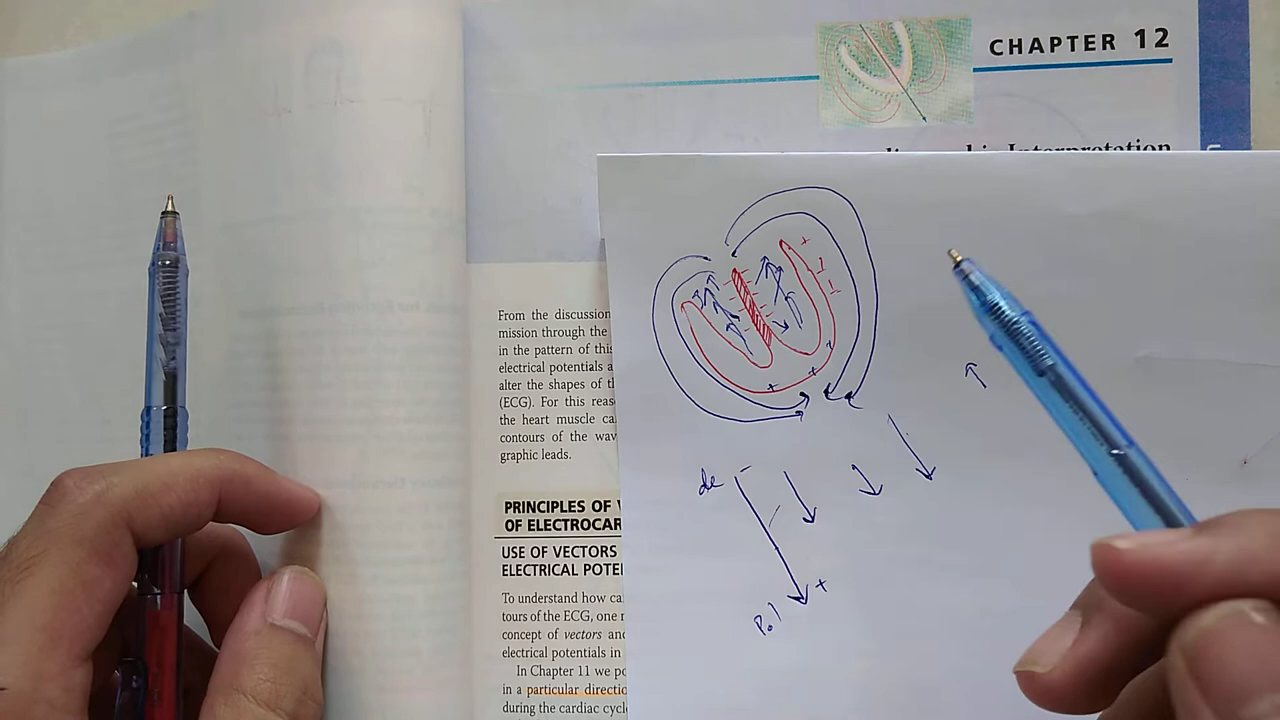 CHAPTER 12
Interpretation
From the discussion
mission through the
in the pattern of this
electrical potentials a
alter the shapes of t
(ECG). For this reas
the heart muscle ca
contours of the wav
graphic leads.
PRINCIPLES OF V
OF ELECTROCAR
USE OF VECTORS
ELECTRICAL POTE
To understand how ca
tours of the ECG, one
concept of vectors and
electrical potentials in
In Chapter 11 we po
in a particular directio
during the cardiac cycl
de
+
Pol